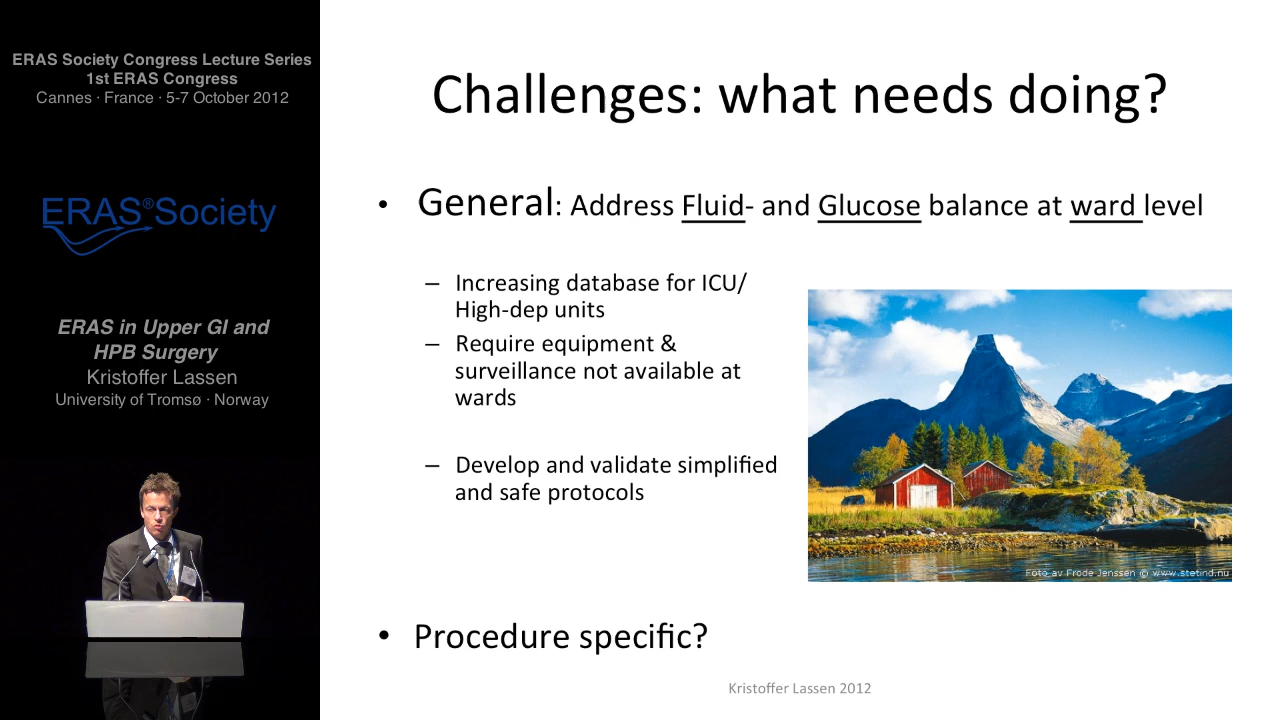 ERAS Society Congress Lecture Series
1st ERAS Congress
Cannes · France · 5-7 October 2012
ERAS®Society
ERAS in Upper GI and
HPB Surgery
Kristoffer Lassen
University of Tromsø · Norway
Challenges: what needs doing?
• General: Address Fluid- and Glucose balance at ward level
– Increasing database for ICU/
High-dep units
– Require equipment &
surveillance not available at
wards
– Develop and validate simplified
and safe protocols
Foto av Frode Jenssen © www.stetind.nu
• Procedure specific?
Kristoffer Lassen 2012